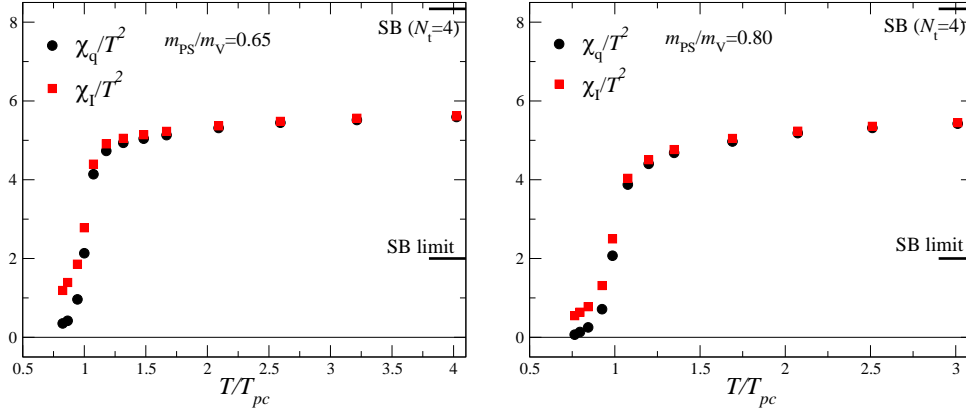 8
6
4
2
0
χq/T²
χI/T²
mPS/mV=0.65
SB (Nt=4)
SB limit
0.5 1 1.5 2 2.5 3 3.5 4
T/Tpc
8
6
4
2
0
χq/T²
χI/T²
mPS/mV=0.80
SB (Nt=4)
SB limit
0.5 1 1.5 2 2.5 3
T/Tpc